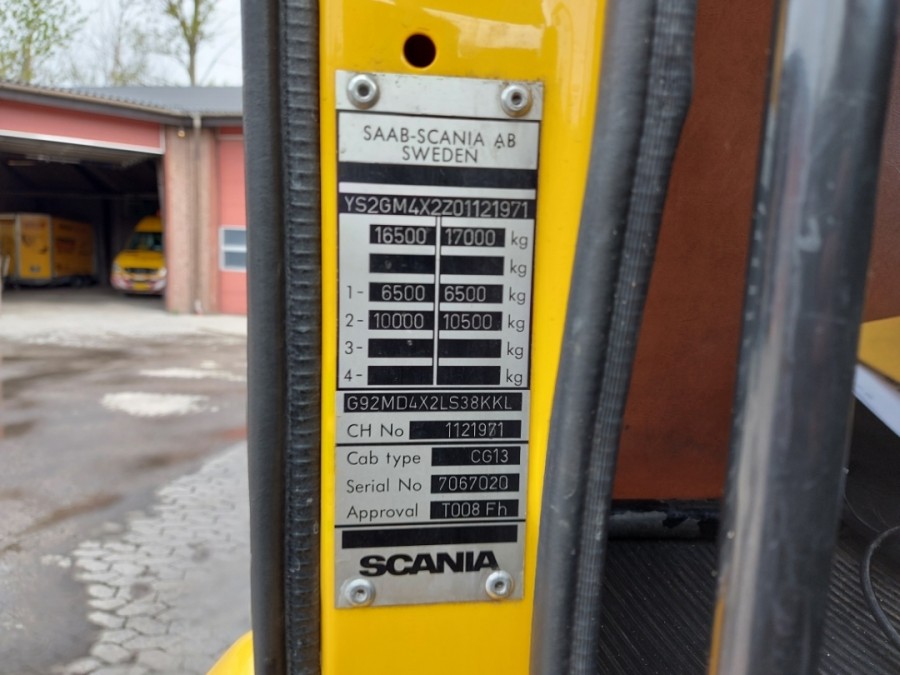 SAAB-SCANIA AB
SWEDEN
YS2GM4X2Z01121971
16500 17000 kg
kg
1- 6500 6500 kg
2- 10000 10500 kg
3- kg
4- kg
G92MD4X2LS38KKL
CH No 1121971
Cab type CG13
Serial No 7067020
Approval T008 Fh
SCANIA